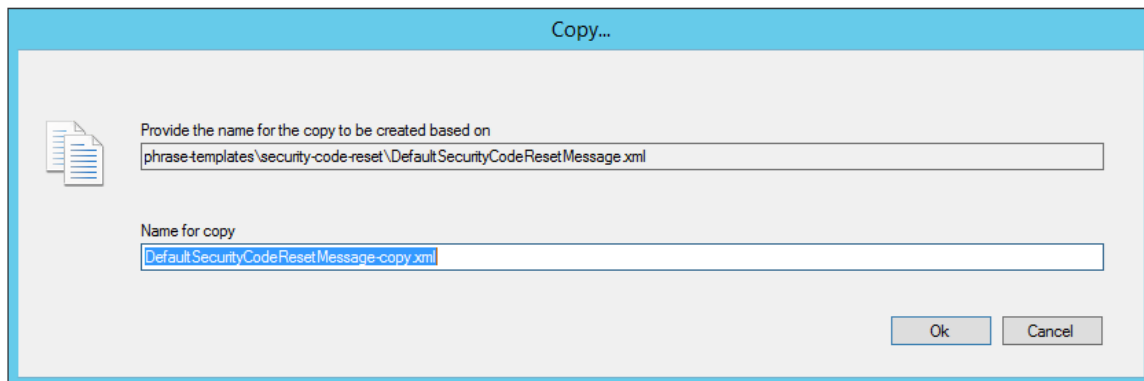 Copy...
Provide the name for the copy to be created based on
phrase-templates\security-code-reset\DefaultSecurityCodeResetMessage.xml
Name for copy
DefaultSecurityCodeResetMessage-copy.xml
Ok
Cancel